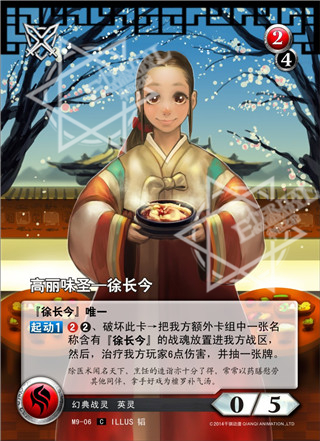 2
4
高丽味圣—徐长今
『徐长今』唯一
起动1 2 2、破坏此卡→把我方额外卡组中一张名
称含有『徐长今』的战魂放置进我方战区，
然后，治疗我方玩家6点伤害，并抽一张牌。
除医术闻名天下，烹饪的造诣亦十分了得，常常以药膳慰劳
其他同伴，拿手好戏为榛萝补气汤。
幻典战灵 英灵
0 / 5
M9-06 C ILLUS 韬
©2014千骐动漫 QIANQI ANIMATION.,LTD